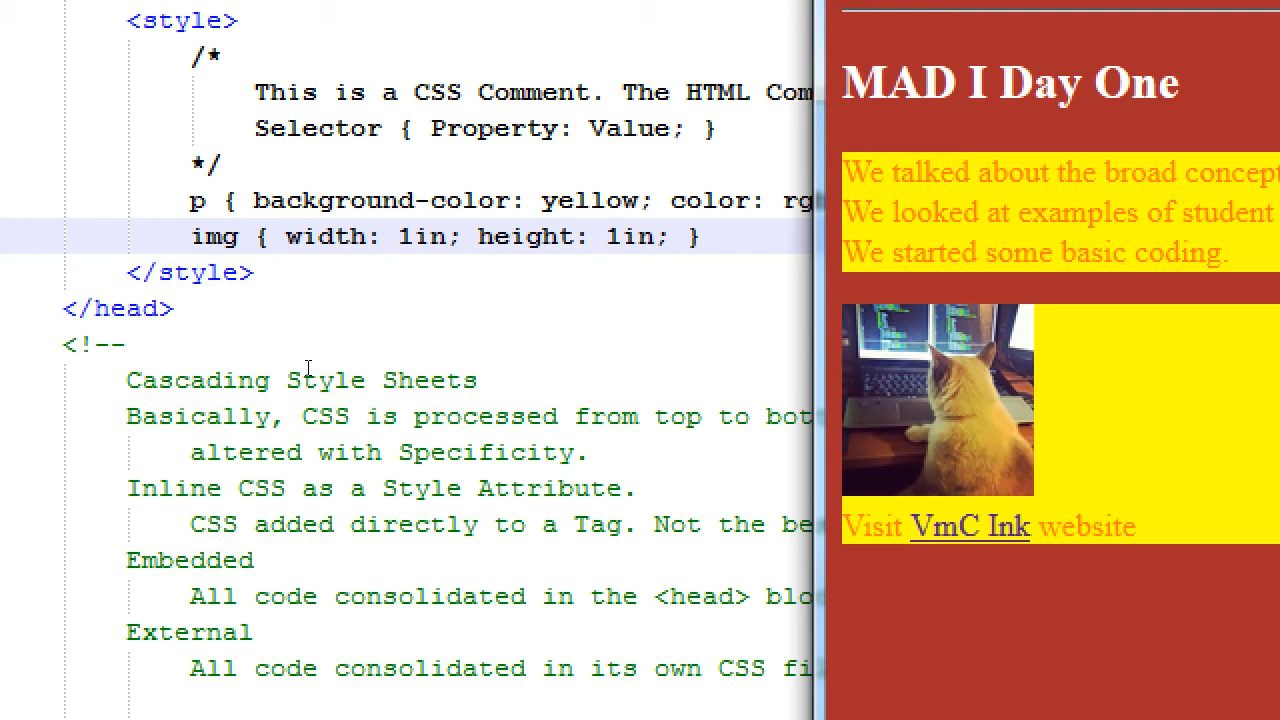 <style>
/*
This is a CSS Comment. The HTML Com
Selector { Property: Value; }
*/
p { background-color: yellow; color: rg
img { width: 1in; height: 1in; }
</style>
</head>
<!--
Cascading Style Sheets
Basically, CSS is processed from top to bot
altered with Specificity.
Inline CSS as a Style Attribute.
CSS added directly to a Tag. Not the be
Embedded
All code consolidated in the <head> blo
External
All code consolidated in its own CSS fi
MAD I Day One
We talked about the broad concept
We looked at examples of student
We started some basic coding.
Visit VmC Ink website